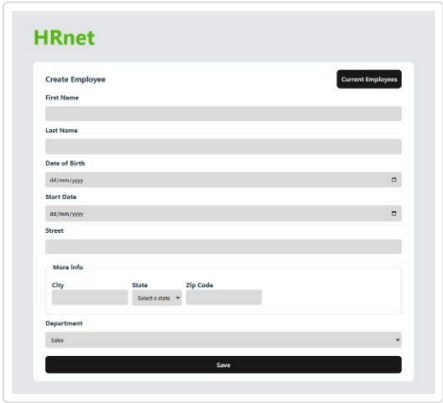 HRnet
Create Employee
Current Employees
First Name
Last Name
Date of Birth
dd/mm/yyyy
Start Date
dd/mm/yyyy
Street
More Info
City State Zip Code
Select a state
Department
Sales
Save